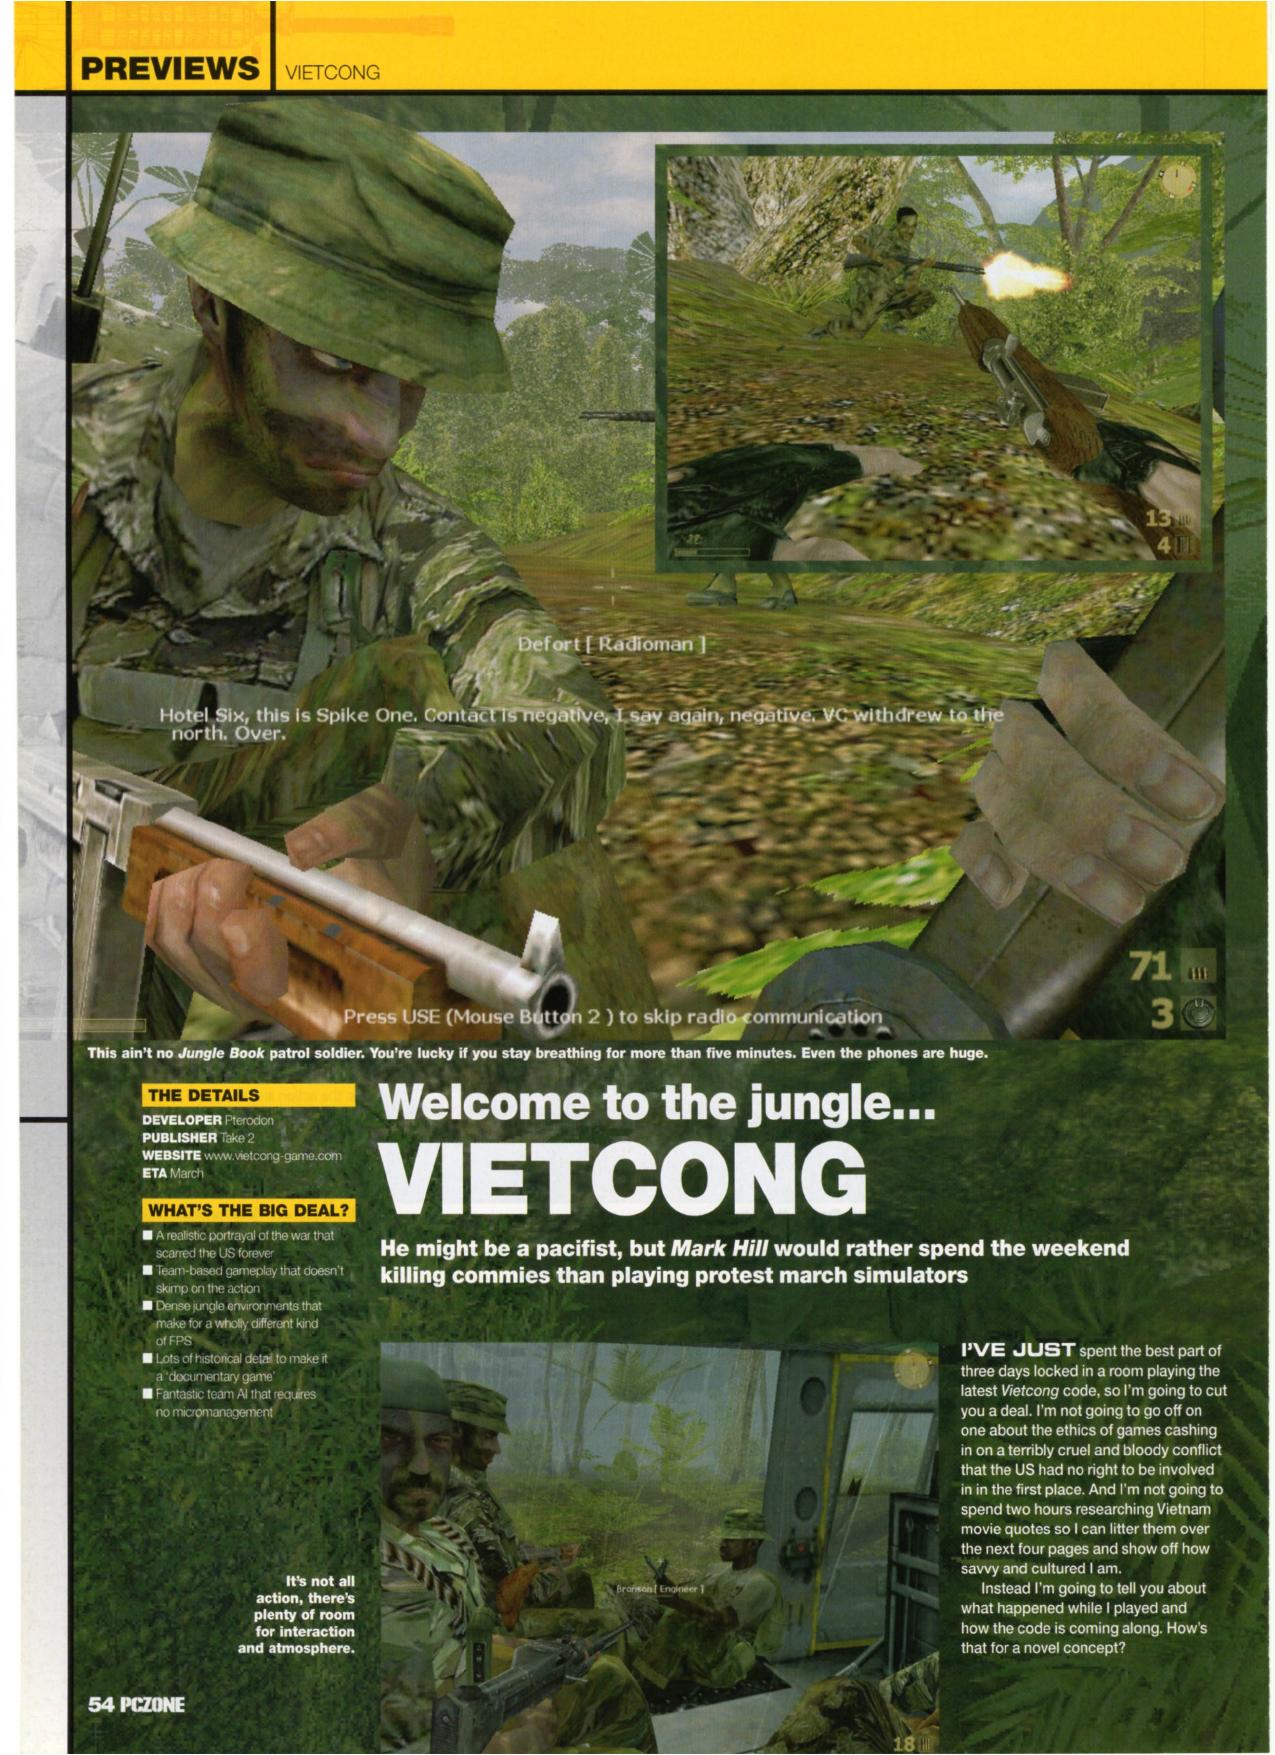 PREVIEWS VIETCONG
13
4
Defort [ Radioman ]
Hotel Six, this is Spike One. Contact is negative, I say again, negative. VC withdrew to the
north. Over.
71
3
Press USE (Mouse Button 2 ) to skip radio communication
This ain't no Jungle Book patrol soldier. You're lucky if you stay breathing for more than five minutes. Even the phones are huge.
THE DETAILS
DEVELOPER Pterodon
PUBLISHER Take 2
WEBSITE www.vietcong-game.com
ETA March
WHAT'S THE BIG DEAL?
■ A realistic portrayal of the war that
scarred the US forever
■ Team-based gameplay that doesn't
skimp on the action
■ Dense jungle environments that
make for a wholly different kind
of FPS
■ Lots of historical detail to make it
a 'documentary game'
■ Fantastic team AI that requires
no micromanagement
Welcome to the jungle...
VIETCONG
He might be a pacifist, but Mark Hill would rather spend the weekend
killing commies than playing protest march simulators
It's not all
action, there's
plenty of room
for interaction
and atmosphere.
Bronson [ Engineer ]
18
I'VE JUST spent the best part of
three days locked in a room playing the
latest Vietcong code, so I'm going to cut
you a deal. I'm not going to go off on
one about the ethics of games cashing
in on a terribly cruel and bloody conflict
that the US had no right to be involved
in in the first place. And I'm not going to
spend two hours researching Vietnam
movie quotes so I can litter them over
the next four pages and show off how
savvy and cultured I am.
Instead I'm going to tell you about
what happened while I played and
how the code is coming along. How's
that for a novel concept?
54 PCZONE